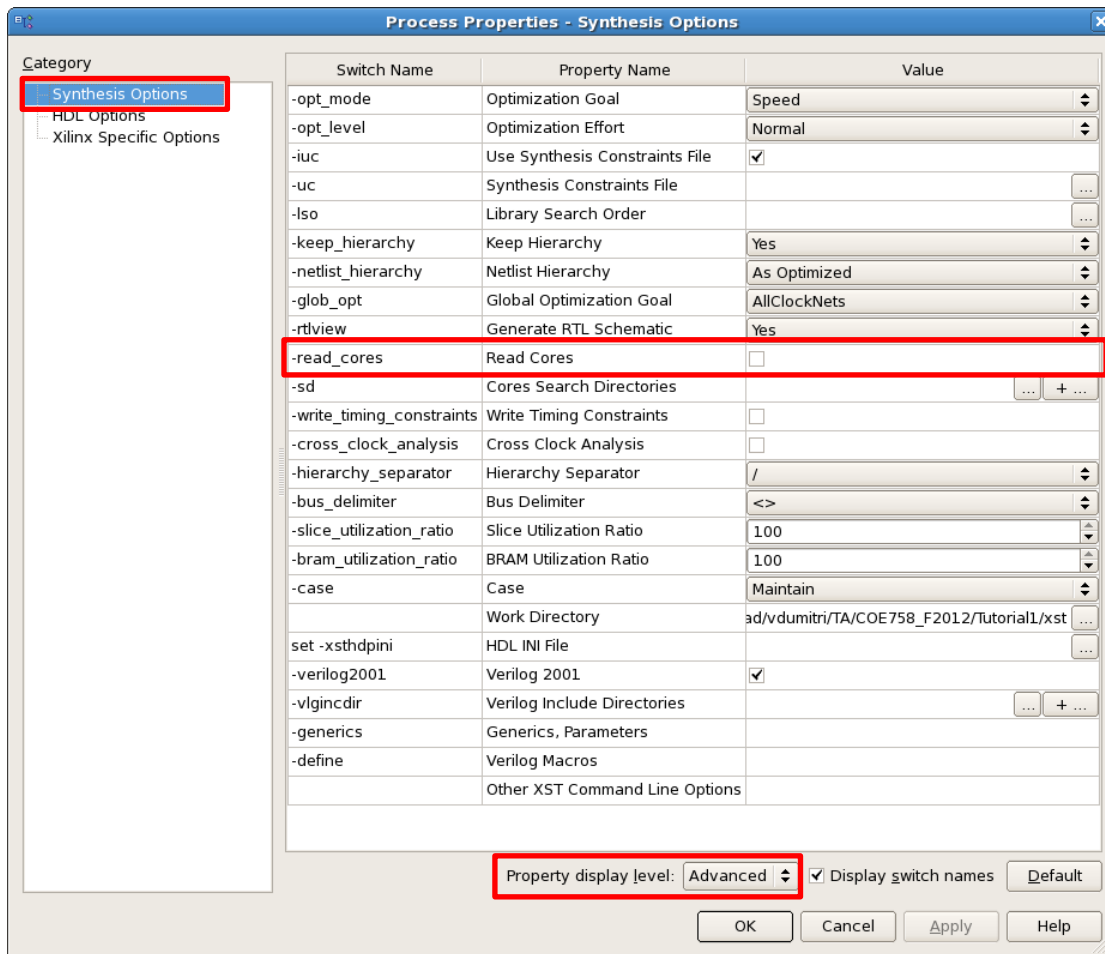 Process Properties - Synthesis Options
Category
Synthesis Options
HDL Options
Xilinx Specific Options
Switch Name Property Name Value
-opt_mode Optimization Goal Speed
-opt_level Optimization Effort Normal
-iuc Use Synthesis Constraints File
-uc Synthesis Constraints File ...
-lso Library Search Order ...
-keep_hierarchy Keep Hierarchy Yes
-netlist_hierarchy Netlist Hierarchy As Optimized
-glob_opt Global Optimization Goal AllClockNets
-rtlview Generate RTL Schematic Yes
-read_cores Read Cores
-sd Cores Search Directories ... + ...
-write_timing_constraints Write Timing Constraints
-cross_clock_analysis Cross Clock Analysis
-hierarchy_separator Hierarchy Separator /
-bus_delimiter Bus Delimiter <>
-slice_utilization_ratio Slice Utilization Ratio 100
-bram_utilization_ratio BRAM Utilization Ratio 100
-case Case Maintain
Work Directory ad/vdumitri/TA/COE758_F2012/Tutorial1/xst ...
set -xsthdpini HDL INI File ...
-verilog2001 Verilog 2001
-vlgincdir Verilog Include Directories ... + ...
-generics Generics, Parameters
-define Verilog Macros
Other XST Command Line Options
Property display level: Advanced Display switch names Default
OK Cancel Apply Help